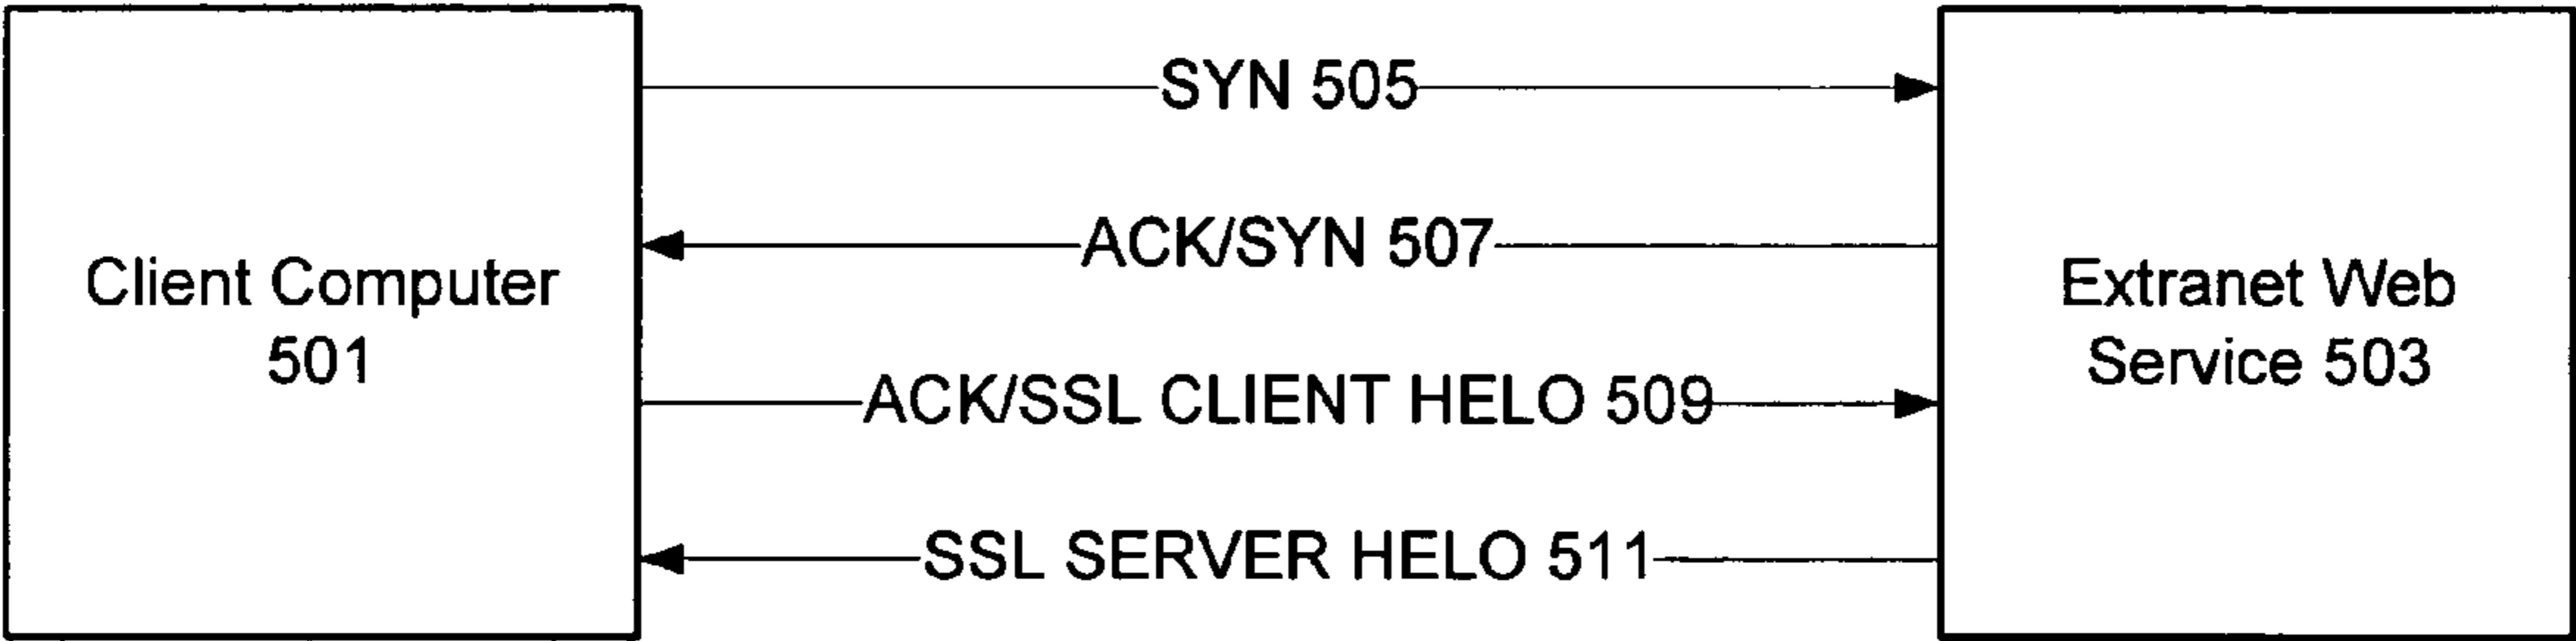 Client Computer
501
SYN 505
ACK/SYN 507
ACK/SSL CLIENT HELO 509
SSL SERVER HELO 511
Extranet Web
Service 503